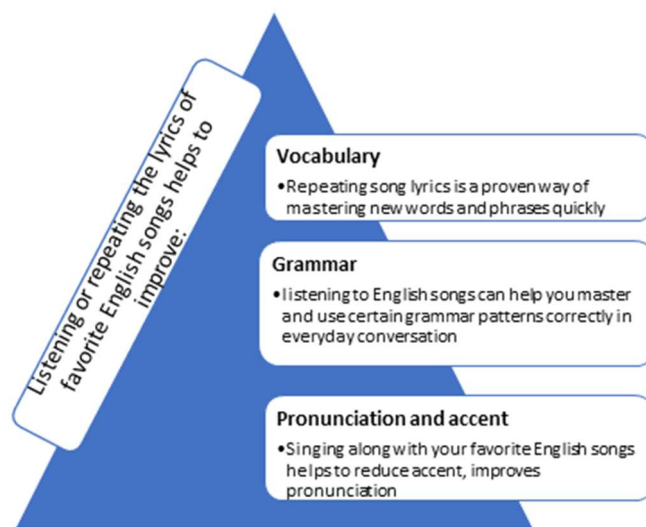 Listening or repeating the lyrics of
favorite English songs helps to
improve:
Vocabulary
•Repeating song lyrics is a proven way of
mastering new words and phrases quickly
Grammar
•listening to English songs can help you master
and use certain grammar patterns correctly in
everyday conversation
Pronunciation and accent
•Singing along with your favorite English songs
helps to reduce accent, improves
pronunciation